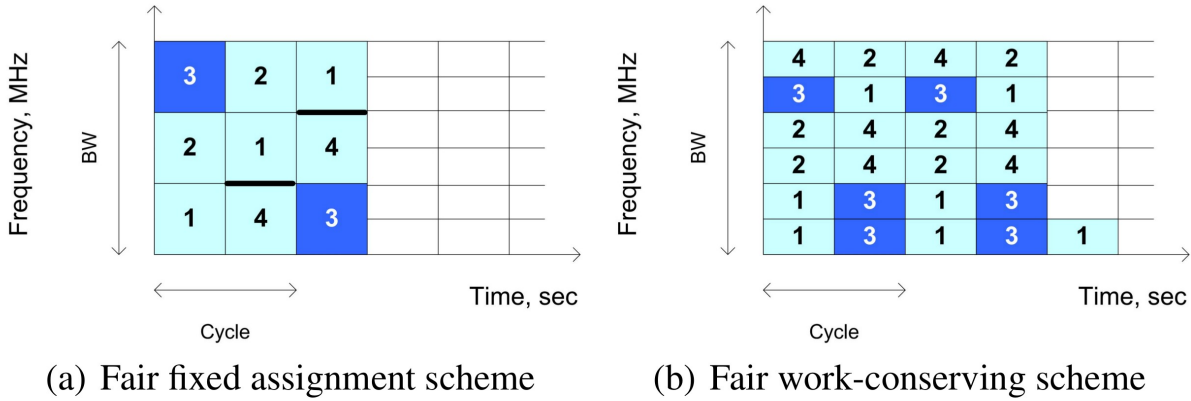 Frequency, MHz
BW
3 2 1
2 1 4
1 4 3
Time, sec
Cycle
(a) Fair fixed assignment scheme
Frequency, MHz
BW
4 2 4 2
3 1 3 1
2 4 2 4
2 4 2 4
1 3 1 3
1 3 1 3 1
Time, sec
Cycle
(b) Fair work-conserving scheme